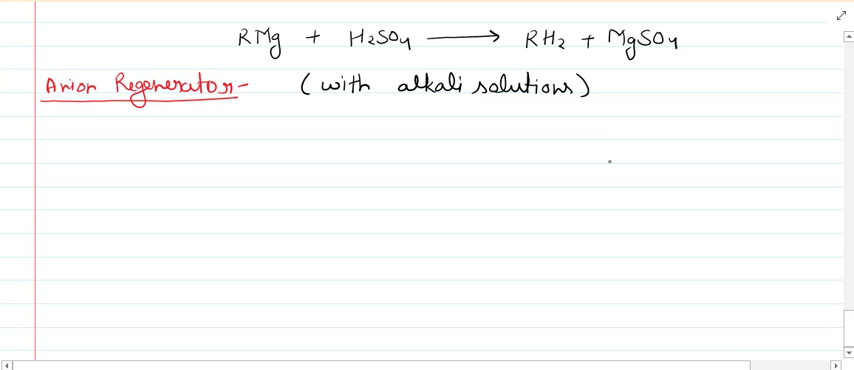 RMg + H2SO4 → RH2 + MgSO4
Anion Regenerator - (with alkali solutions)